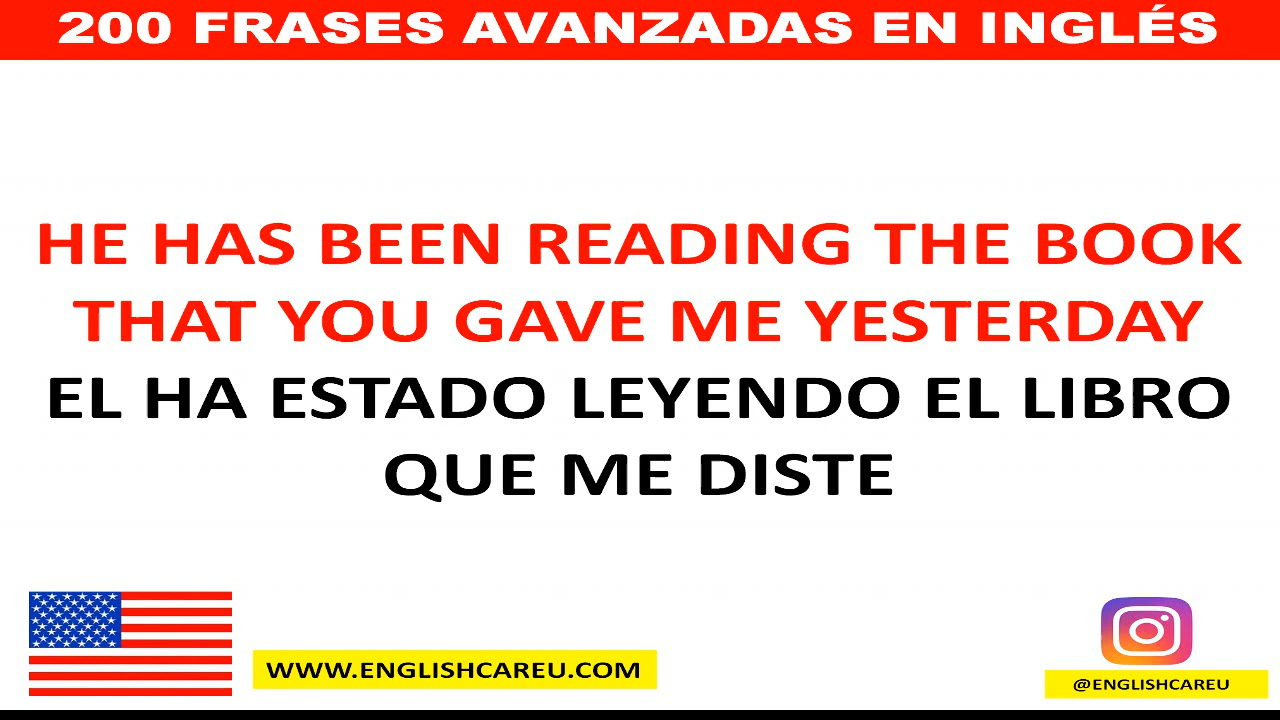 200 FRASES AVANZADAS EN INGLÉS
HE HAS BEEN READING THE BOOK
THAT YOU GAVE ME YESTERDAY
EL HA ESTADO LEYENDO EL LIBRO
QUE ME DISTE
WWW.ENGLISHCAREU.COM
@ENGLISHCAREU